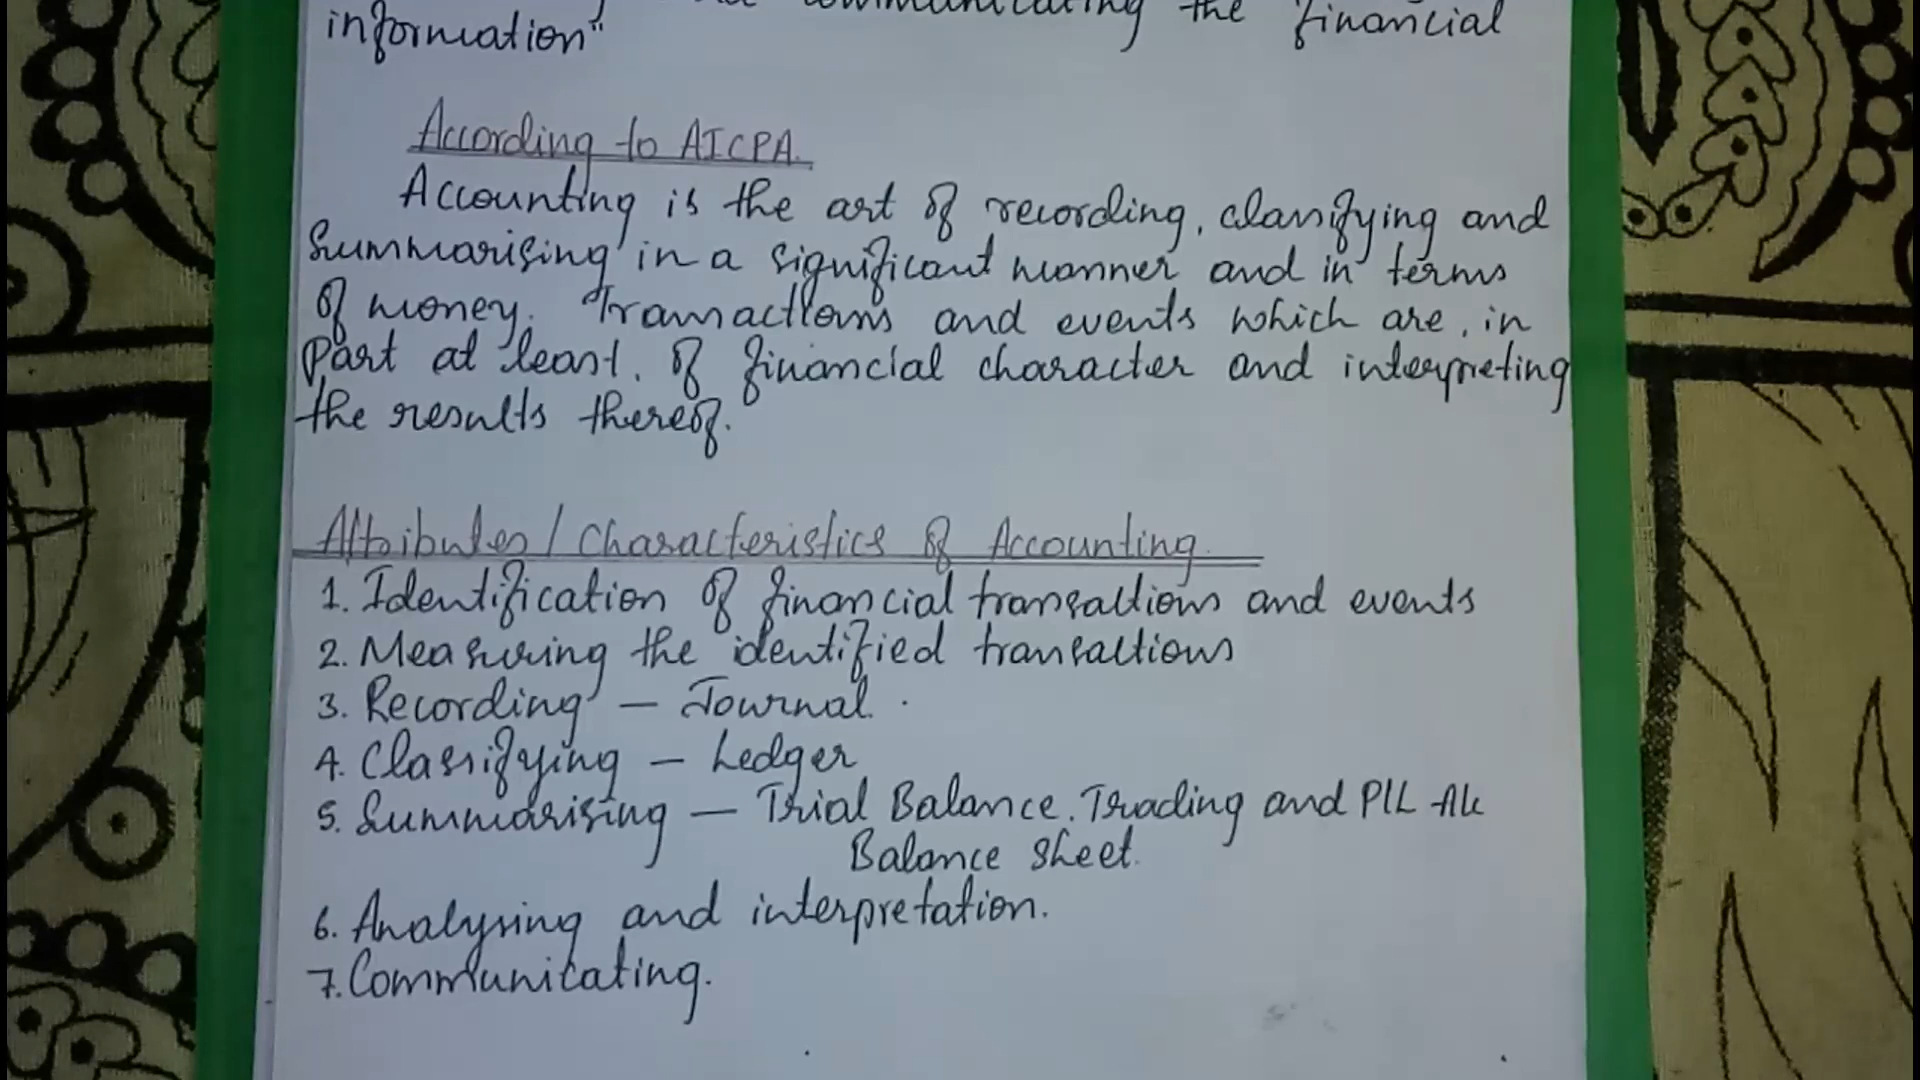 communicating the financial
information"
According to AICPA.
Accounting is the art of recording, classifying and
Summarising in a significant manner and in terms
of money. Transactions and events which are, in
Part at least, of financial character and interpreting
the results thereof.
Attributes / Characteristics of Accounting.
1. Identification of financial transactions and events
2. Measuring the identified transactions
3. Recording – Journal.
4. Classifying – Ledger
5. Summarising – Trial Balance. Trading and P/L A/c
Balance Sheet.
6. Analysing and interpretation.
7. Communicating.